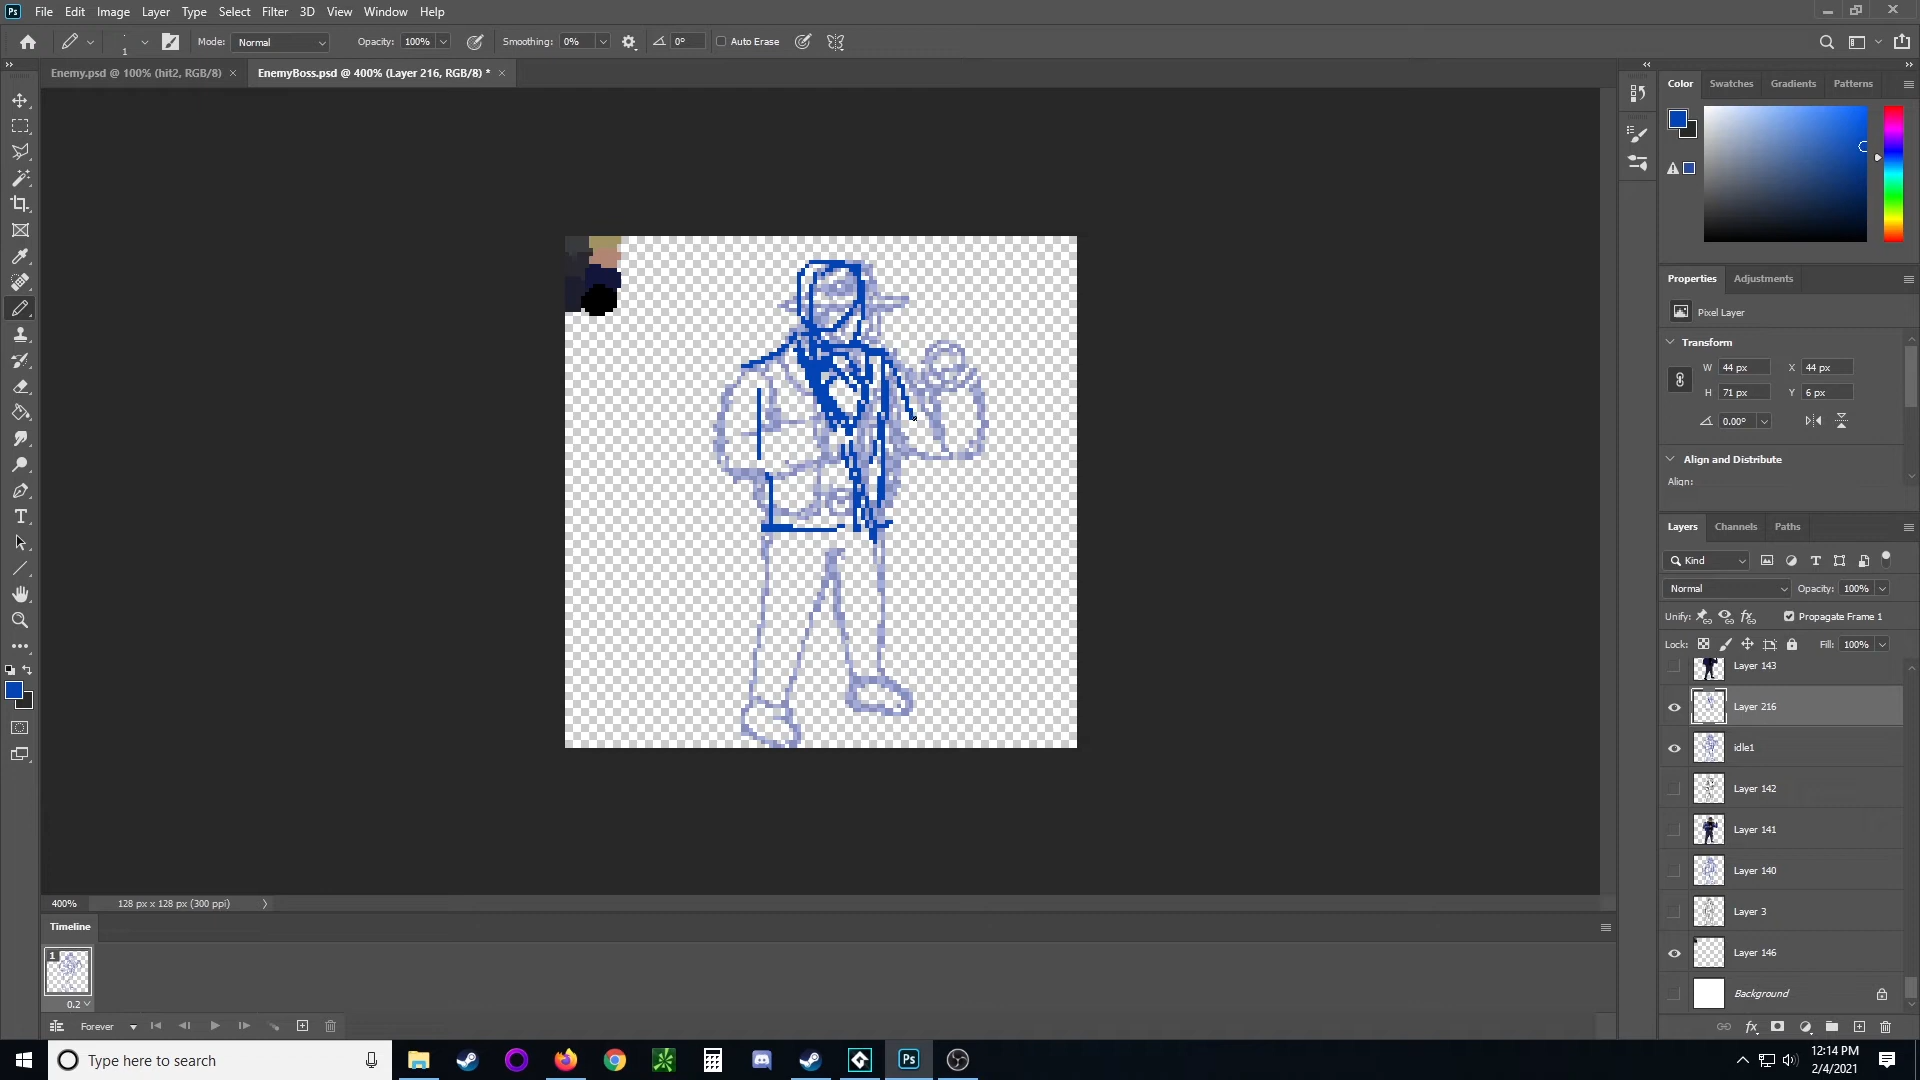 Ps File Edit Image Layer Type Select Filter 3D View Window Help
1 Mode: Normal Opacity: 100% Smoothing: 0% 0° Auto Erase
Enemy.psd @ 100% (hit2, RGB/8) × EnemyBoss.psd @ 400% (Layer 216, RGB/8) * ×
Color Swatches Gradients Patterns
Properties Adjustments
Pixel Layer
Transform
W 44 px X 44 px
H 71 px Y 6 px
0.00°
Align and Distribute
Align:
Layers Channels Paths
Kind
Normal Opacity: 100%
Unify: Propagate Frame 1
Lock: Fill: 100%
Layer 143
Layer 216
idle1
Layer 142
Layer 141
Layer 140
Layer 3
Layer 146
Background
400% 128 px x 128 px (300 ppi)
Timeline
1
0.2
Forever
Type here to search
Ps
12:14 PM
2/4/2021